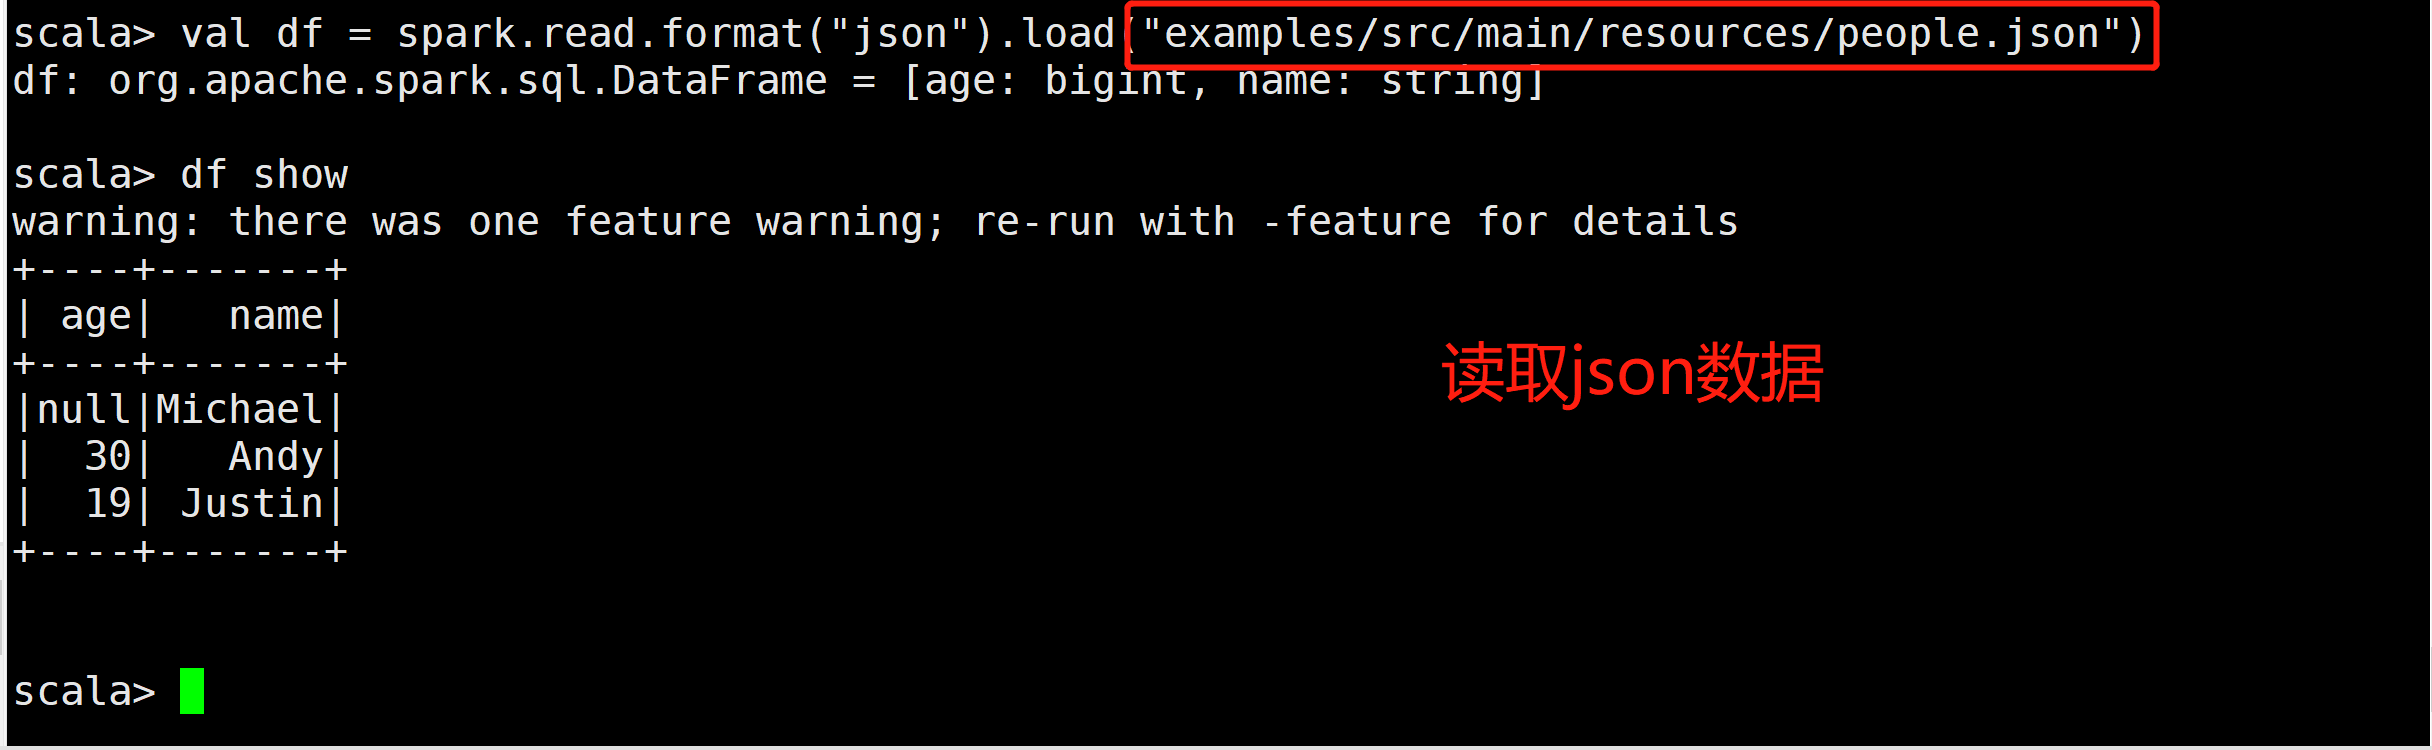 scala> val df = spark.read.format("json").load("examples/src/main/resources/people.json")
df: org.apache.spark.sql.DataFrame = [age: bigint, name: string]
scala> df show
warning: there was one feature warning; re-run with -feature for details
+----+-------+
| age|   name|
+----+-------+
|null|Michael|
|  30|   Andy|
|  19| Justin|
+----+-------+
读取json数据
scala>